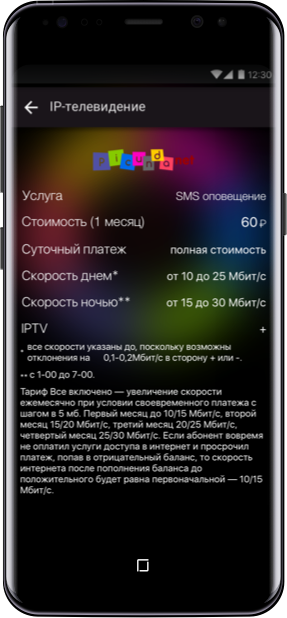 12:30
IP-телевидение
Picunda net
Услуга SMS оповещение
Стоимость (1 месяц) 60 ₽
Суточный платеж полная стоимость
Скорость днем* от 10 до 25 Мбит/с
Скорость ночью** от 15 до 30 Мбит/с
IPTV +
* все скорости указаны до, поскольку возможны
отклонения на 0,1-0,2Мбит/с в сторону + или -.
** с 1-00 до 7-00.
Тариф Все включено — увеличение скорости
ежемесячно при условии своевременного платежа с
шагом в 5 мб. Первый месяц до 10/15 Мбит/с, второй
месяц 15/20 Мбит/с, третий месяц 20/25 Мбит/с,
четвертый месяц 25/30 Мбит/с. Если абонент вовремя
не оплатил услуги доступа в интернет и просрочил
платеж, попав в отрицательный баланс, то скорость
интернета после пополнения баланса до
положительного будет равна первоначальной — 10/15
Мбит/с.